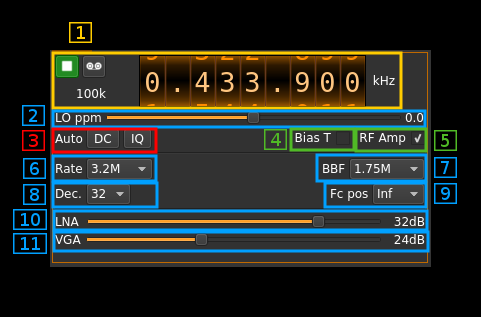 1
0.433.900 kHz
100k
2 LO ppm 0.0
3 Auto DC IQ 4 Bias T RF Amp ✓ 5
6 Rate 3.2M BBF 1.75M 7
8 Dec. 32 Fc pos Inf 9
10 LNA 32dB
11 VGA 24dB